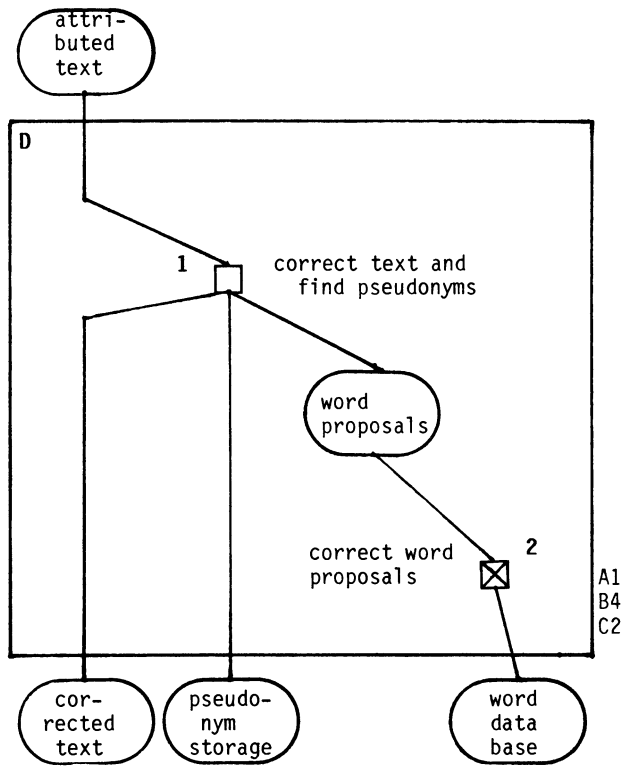 attri-
buted
text
D
1
correct text and
find pseudonyms
word
proposals
2
correct word
proposals
A1
B4
C2
cor-
rected
text
pseudo-
nym
storage
word
data
base